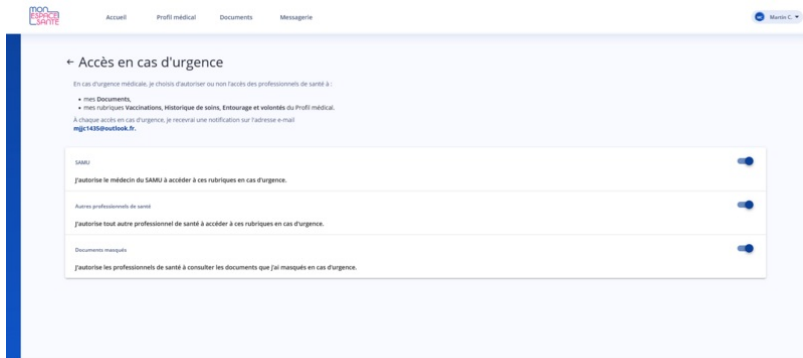 mon
ESPACE
SANTÉ
Accueil Profil médical Documents Messagerie
MC Martin C.
← Accès en cas d'urgence
En cas d'urgence médicale, je choisis d'autoriser ou non l'accès des professionnels de santé à :
• mes Documents,
• mes rubriques Vaccinations, Historique de soins, Entourage et volontés du Profil médical.
À chaque accès en cas d'urgence, je recevrai une notification sur l'adresse e-mail
mjjc1435@outlook.fr.
SAMU
J'autorise le médecin du SAMU à accéder à ces rubriques en cas d'urgence.
Autres professionnels de santé
J'autorise tout autre professionnel de santé à accéder à ces rubriques en cas d'urgence.
Documents masqués
J'autorise les professionnels de santé à consulter les documents que j'ai masqués en cas d'urgence.